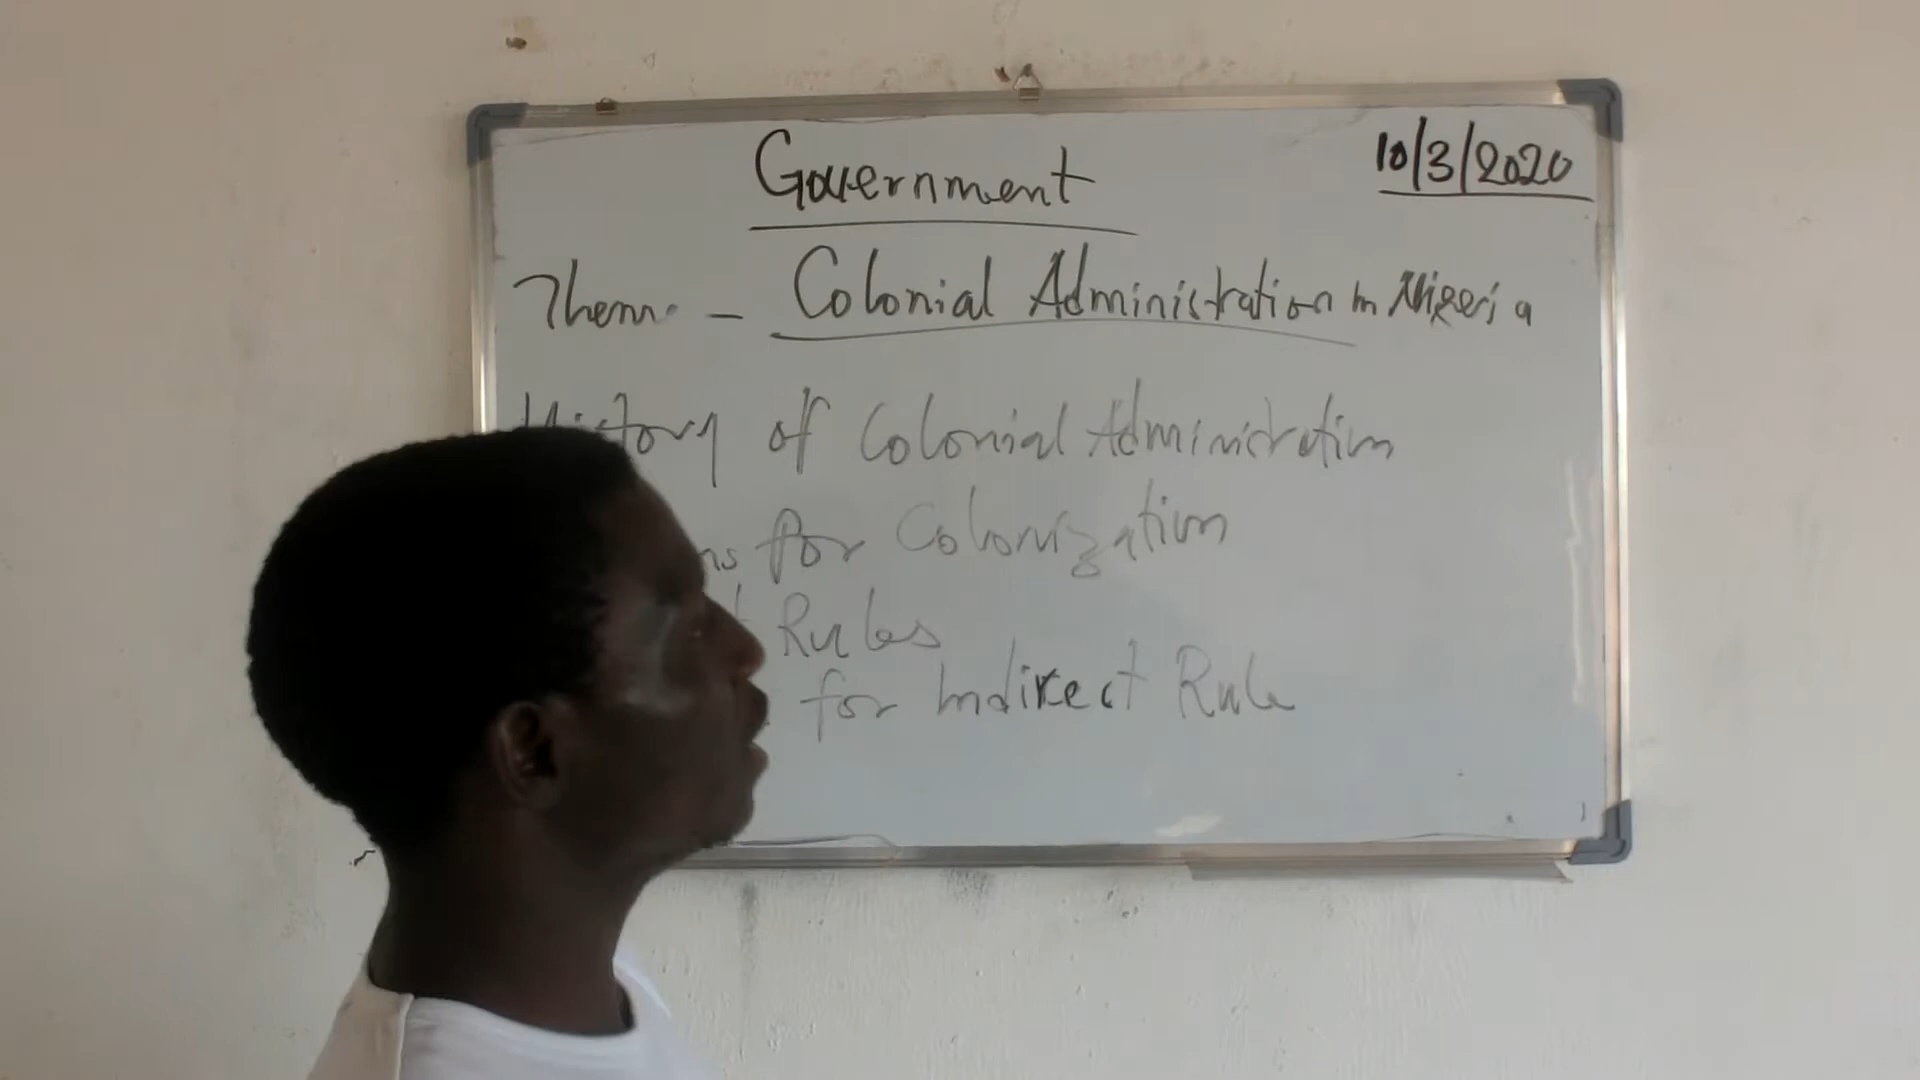 Government
10/3/2020
Theme - Colonial Administration in Nigeria
History of Colonial Administration
for Colonization
Rules
for Indirect Rule